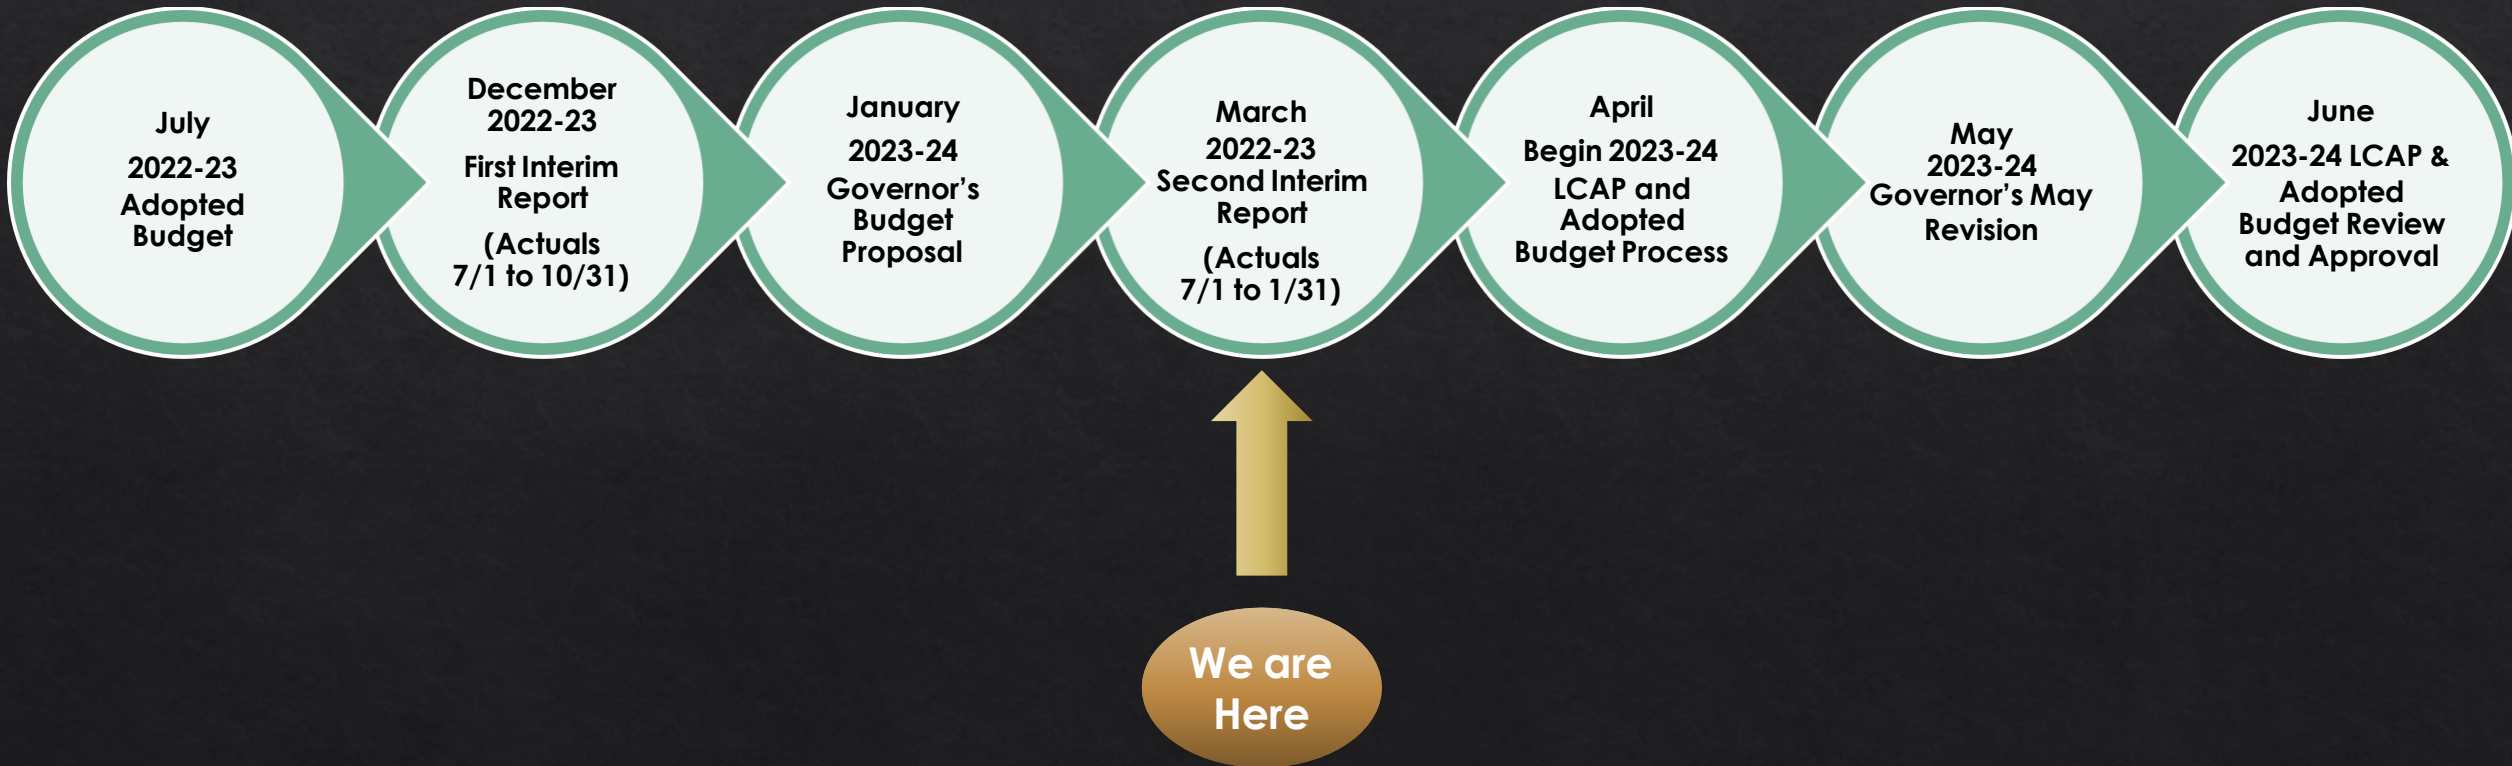 July
2022-23
Adopted
Budget
December
2022-23
First Interim
Report
(Actuals
7/1 to 10/31)
January
2023-24
Governor's
Budget
Proposal
March
2022-23
Second Interim
Report
(Actuals
7/1 to 1/31)
April
Begin 2023-24
LCAP and
Adopted
Budget Process
May
2023-24
Governor's May
Revision
June
2023-24 LCAP &
Adopted
Budget Review
and Approval
We are
Here